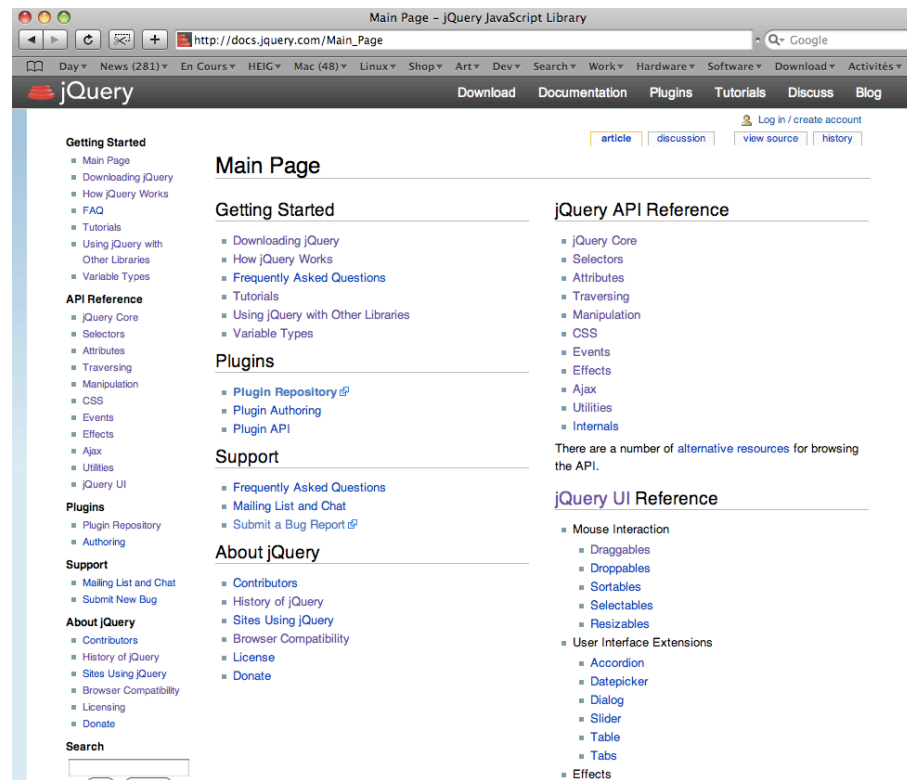 Main Page – jQuery JavaScript Library
http://docs.jquery.com/Main_Page
Google
Day News (281) En Cours HEIG Mac (48) Linux Shop Art Dev Search Work Hardware Software Download Activités
jQuery
Download Documentation Plugins Tutorials Discuss Blog
Log in / create account
article discussion view source history
Getting Started
Main Page
Downloading jQuery
How jQuery Works
FAQ
Tutorials
Using jQuery with
Other Libraries
Variable Types
API Reference
jQuery Core
Selectors
Attributes
Traversing
Manipulation
CSS
Events
Effects
Ajax
Utilities
jQuery UI
Plugins
Plugin Repository
Authoring
Support
Mailing List and Chat
Submit New Bug
About jQuery
Contributors
History of jQuery
Sites Using jQuery
Browser Compatibility
Licensing
Donate
Search
Main Page
Getting Started
Downloading jQuery
How jQuery Works
Frequently Asked Questions
Tutorials
Using jQuery with Other Libraries
Variable Types
Plugins
Plugin Repository
Plugin Authoring
Plugin API
Support
Frequently Asked Questions
Mailing List and Chat
Submit a Bug Report
About jQuery
Contributors
History of jQuery
Sites Using jQuery
Browser Compatibility
License
Donate
jQuery API Reference
jQuery Core
Selectors
Attributes
Traversing
Manipulation
CSS
Events
Effects
Ajax
Utilities
Internals
There are a number of alternative resources for browsing
the API.
jQuery UI Reference
Mouse Interaction
Draggables
Droppables
Sortables
Selectables
Resizables
User Interface Extensions
Accordion
Datepicker
Dialog
Slider
Table
Tabs
Effects